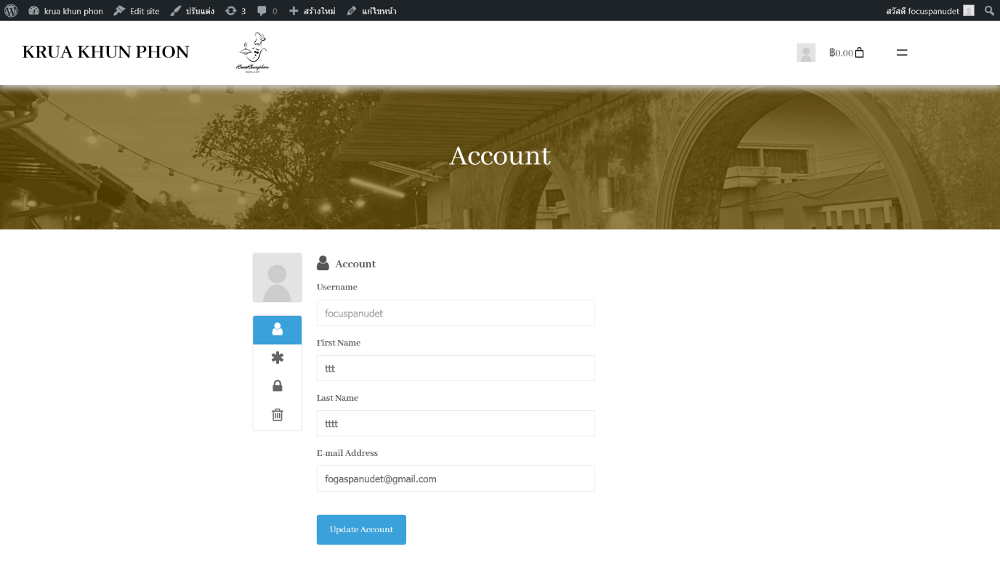 krua khun phon Edit site ปรับแต่ง 3 0 สร้างใหม่ แก้ไขหน้า สวัสดี focuspanudet
KRUA KHUN PHON
KruaKhunphon
Restaurant
฿0.00
Account
Account
Username
focuspanudet
First Name
ttt
Last Name
tttt
E-mail Address
fogaspanudet@gmail.com
Update Account